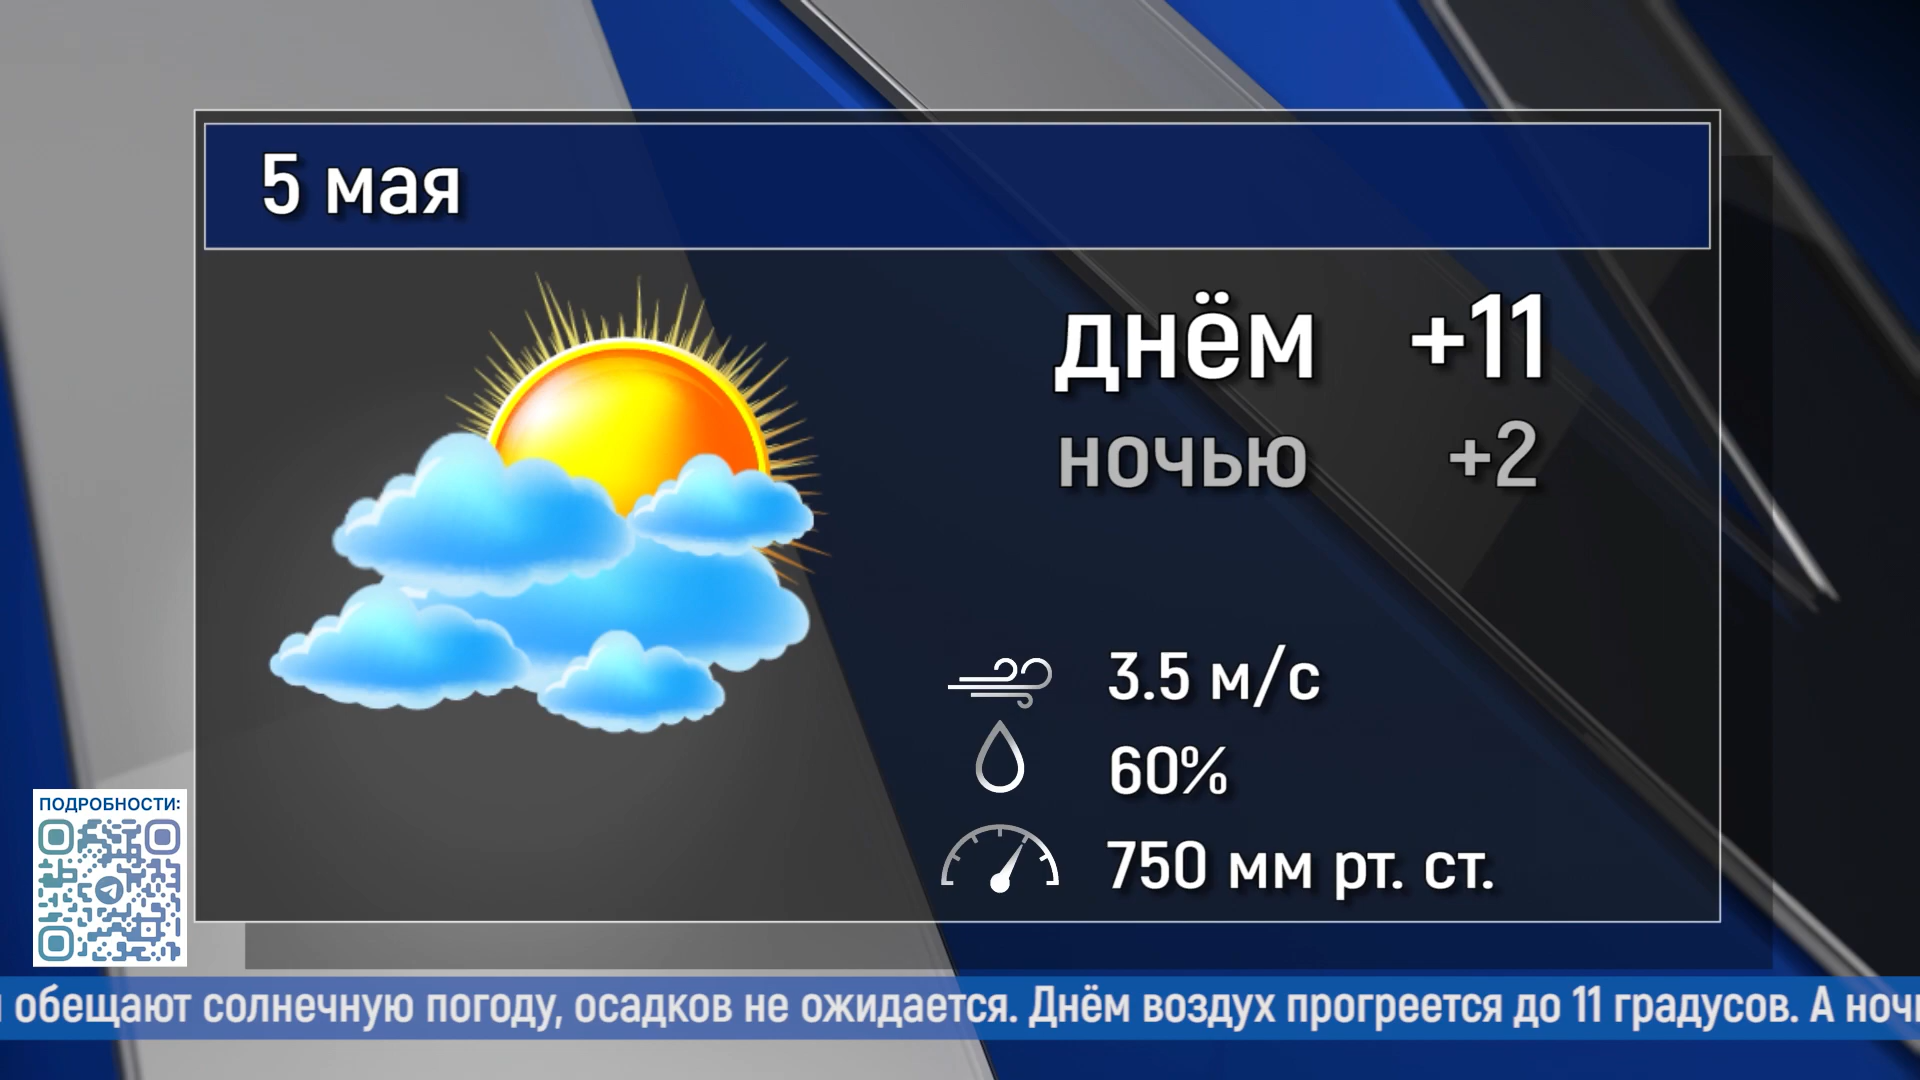 5 мая
днём +11
ночью +2
3.5 м/с
60%
750 мм рт. ст.
ПОДРОБНОСТИ:
обещают солнечную погоду, осадков не ожидается. Днём воздух прогреется до 11 градусов. А